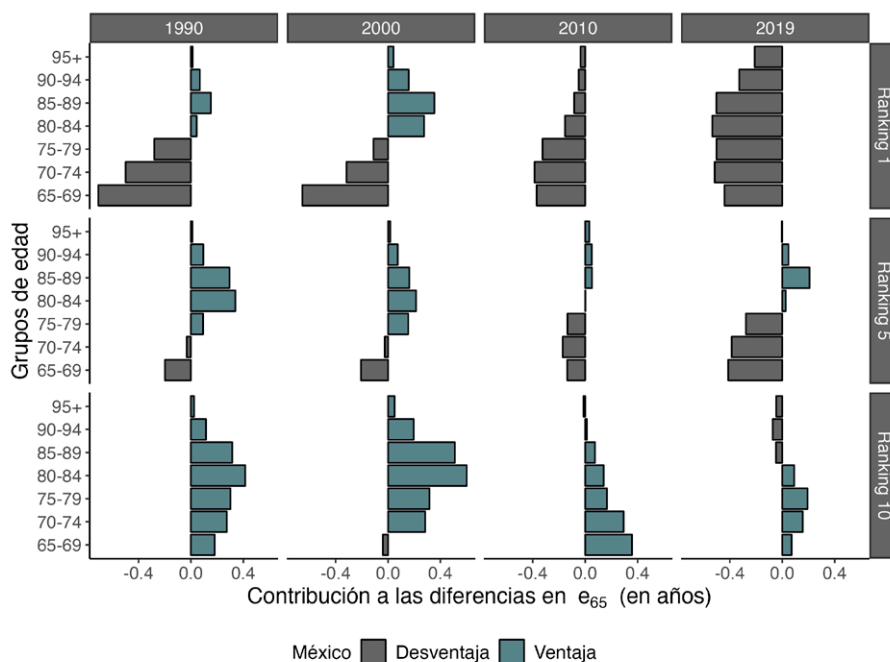 1990 2000 2010 2019
Grupos de edad
95+
90-94
85-89
80-84
75-79
70-74
65-69
Ranking 1
95+
90-94
85-89
80-84
75-79
70-74
65-69
Ranking 5
95+
90-94
85-89
80-84
75-79
70-74
65-69
Ranking 10
-0.4 0.0 0.4 -0.4 0.0 0.4 -0.4 0.0 0.4 -0.4 0.0 0.4
Contribución a las diferencias en e65 (en años)
México Desventaja Ventaja